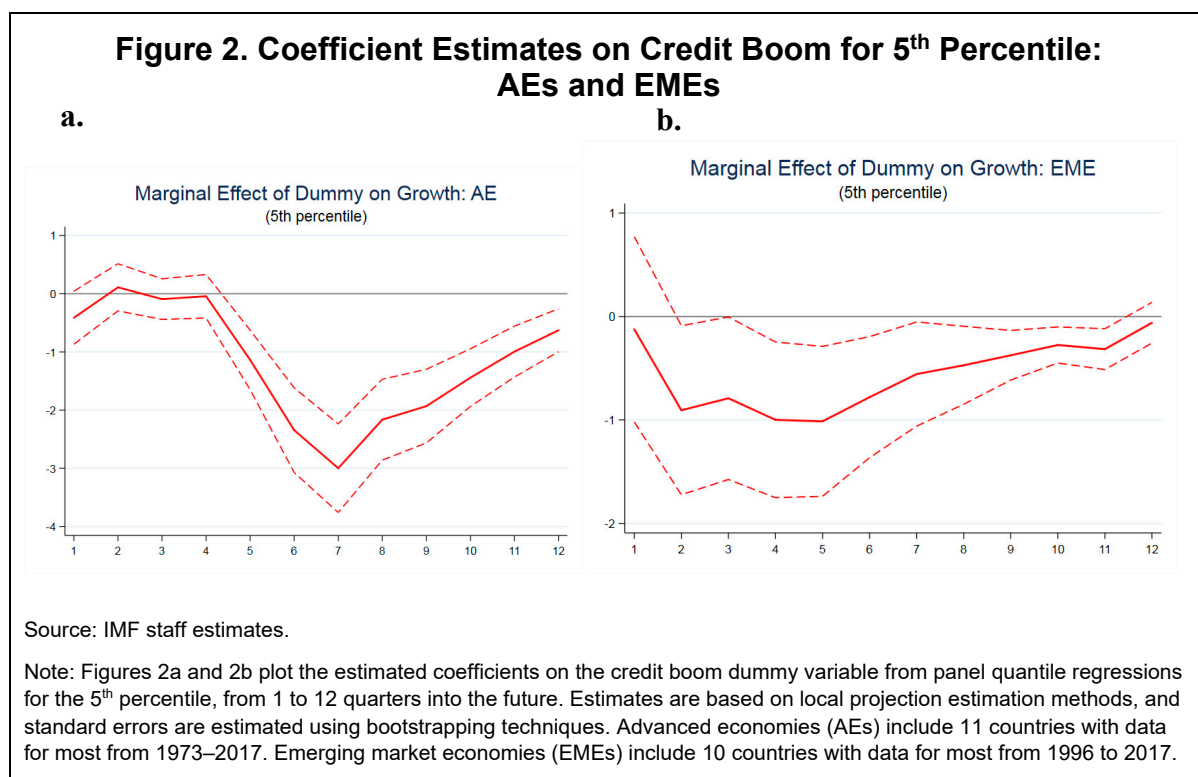 Figure 2. Coefficient Estimates on Credit Boom for 5th Percentile:
AEs and EMEs
a.
b.
Marginal Effect of Dummy on Growth: AE
(5th percentile)
1
0
-1
-2
-3
-4
1 2 3 4 5 6 7 8 9 10 11 12
Marginal Effect of Dummy on Growth: EME
(5th percentile)
1
0
-1
-2
1 2 3 4 5 6 7 8 9 10 11 12
Source: IMF staff estimates.
Note: Figures 2a and 2b plot the estimated coefficients on the credit boom dummy variable from panel quantile regressions
for the 5th percentile, from 1 to 12 quarters into the future. Estimates are based on local projection estimation methods, and
standard errors are estimated using bootstrapping techniques. Advanced economies (AEs) include 11 countries with data
for most from 1973–2017. Emerging market economies (EMEs) include 10 countries with data for most from 1996 to 2017.